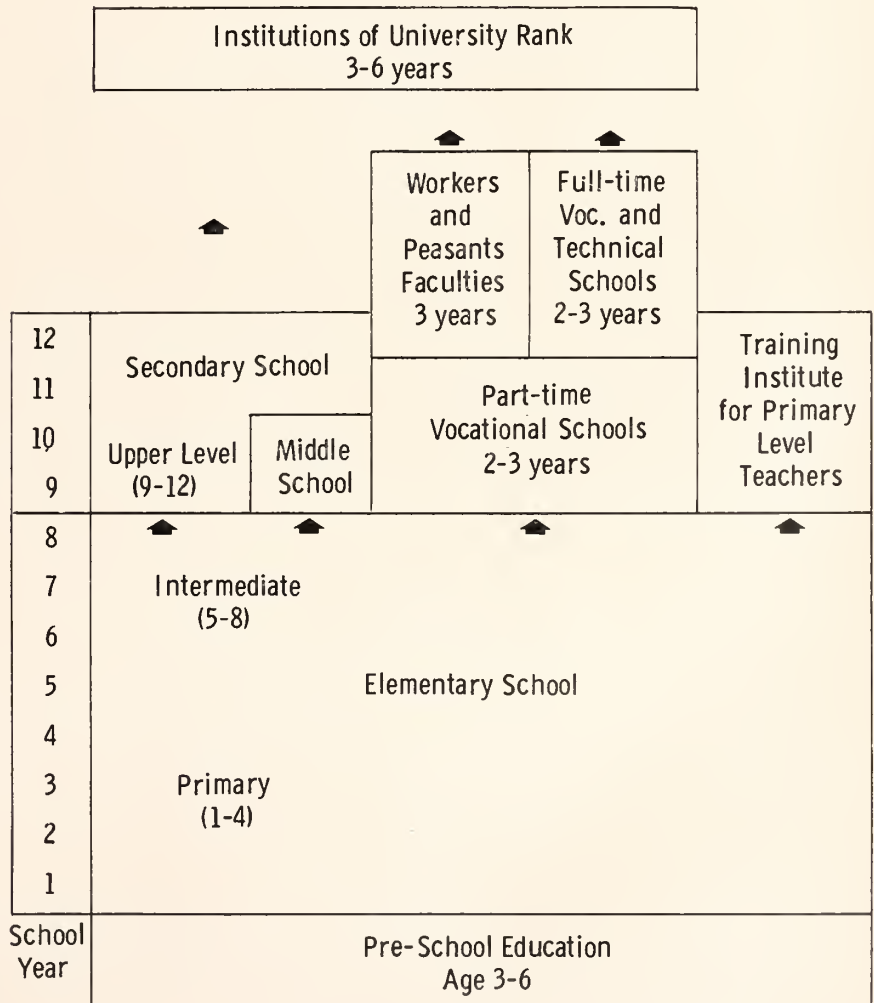 Institutions of University Rank
3-6 years
Workers
and
Peasants
Faculties
3 years
Full-time
Voc. and
Technical
Schools
2-3 years
12
11
10
9
Secondary School
Upper Level
(9-12)
Middle
School
Part-time
Vocational Schools
2-3 years
Training
Institute
for Primary
Level
Teachers
8
7
6
5
4
3
2
1
Intermediate
(5-8)
Elementary School
Primary
(1-4)
School
Year
Pre-School Education
Age 3-6